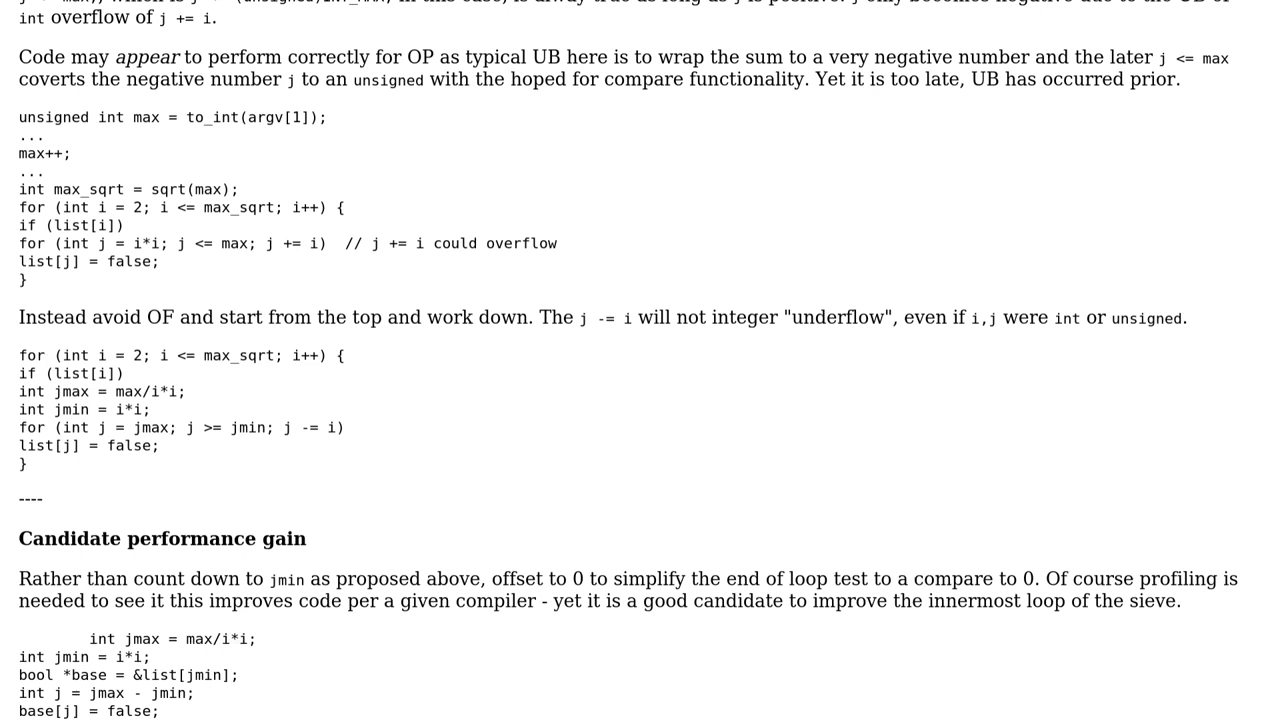 int overflow of j += i.
Code may appear to perform correctly for OP as typical UB here is to wrap the sum to a very negative number and the later j <= max
coverts the negative number j to an unsigned with the hoped for compare functionality. Yet it is too late, UB has occurred prior.
unsigned int max = to_int(argv[1]);
...
max++;
...
int max_sqrt = sqrt(max);
for (int i = 2; i <= max_sqrt; i++) {
if (list[i])
for (int j = i*i; j <= max; j += i)  // j += i could overflow
list[j] = false;
}
Instead avoid OF and start from the top and work down. The j -= i will not integer "underflow", even if i,j were int or unsigned.
for (int i = 2; i <= max_sqrt; i++) {
if (list[i])
int jmax = max/i*i;
int jmin = i*i;
for (int j = jmax; j >= jmin; j -= i)
list[j] = false;
}
----
Candidate performance gain
Rather than count down to jmin as proposed above, offset to 0 to simplify the end of loop test to a compare to 0. Of course profiling is
needed to see it this improves code per a given compiler - yet it is a good candidate to improve the innermost loop of the sieve.
int jmax = max/i*i;
int jmin = i*i;
bool *base = &list[jmin];
int j = jmax - jmin;
base[j] = false;